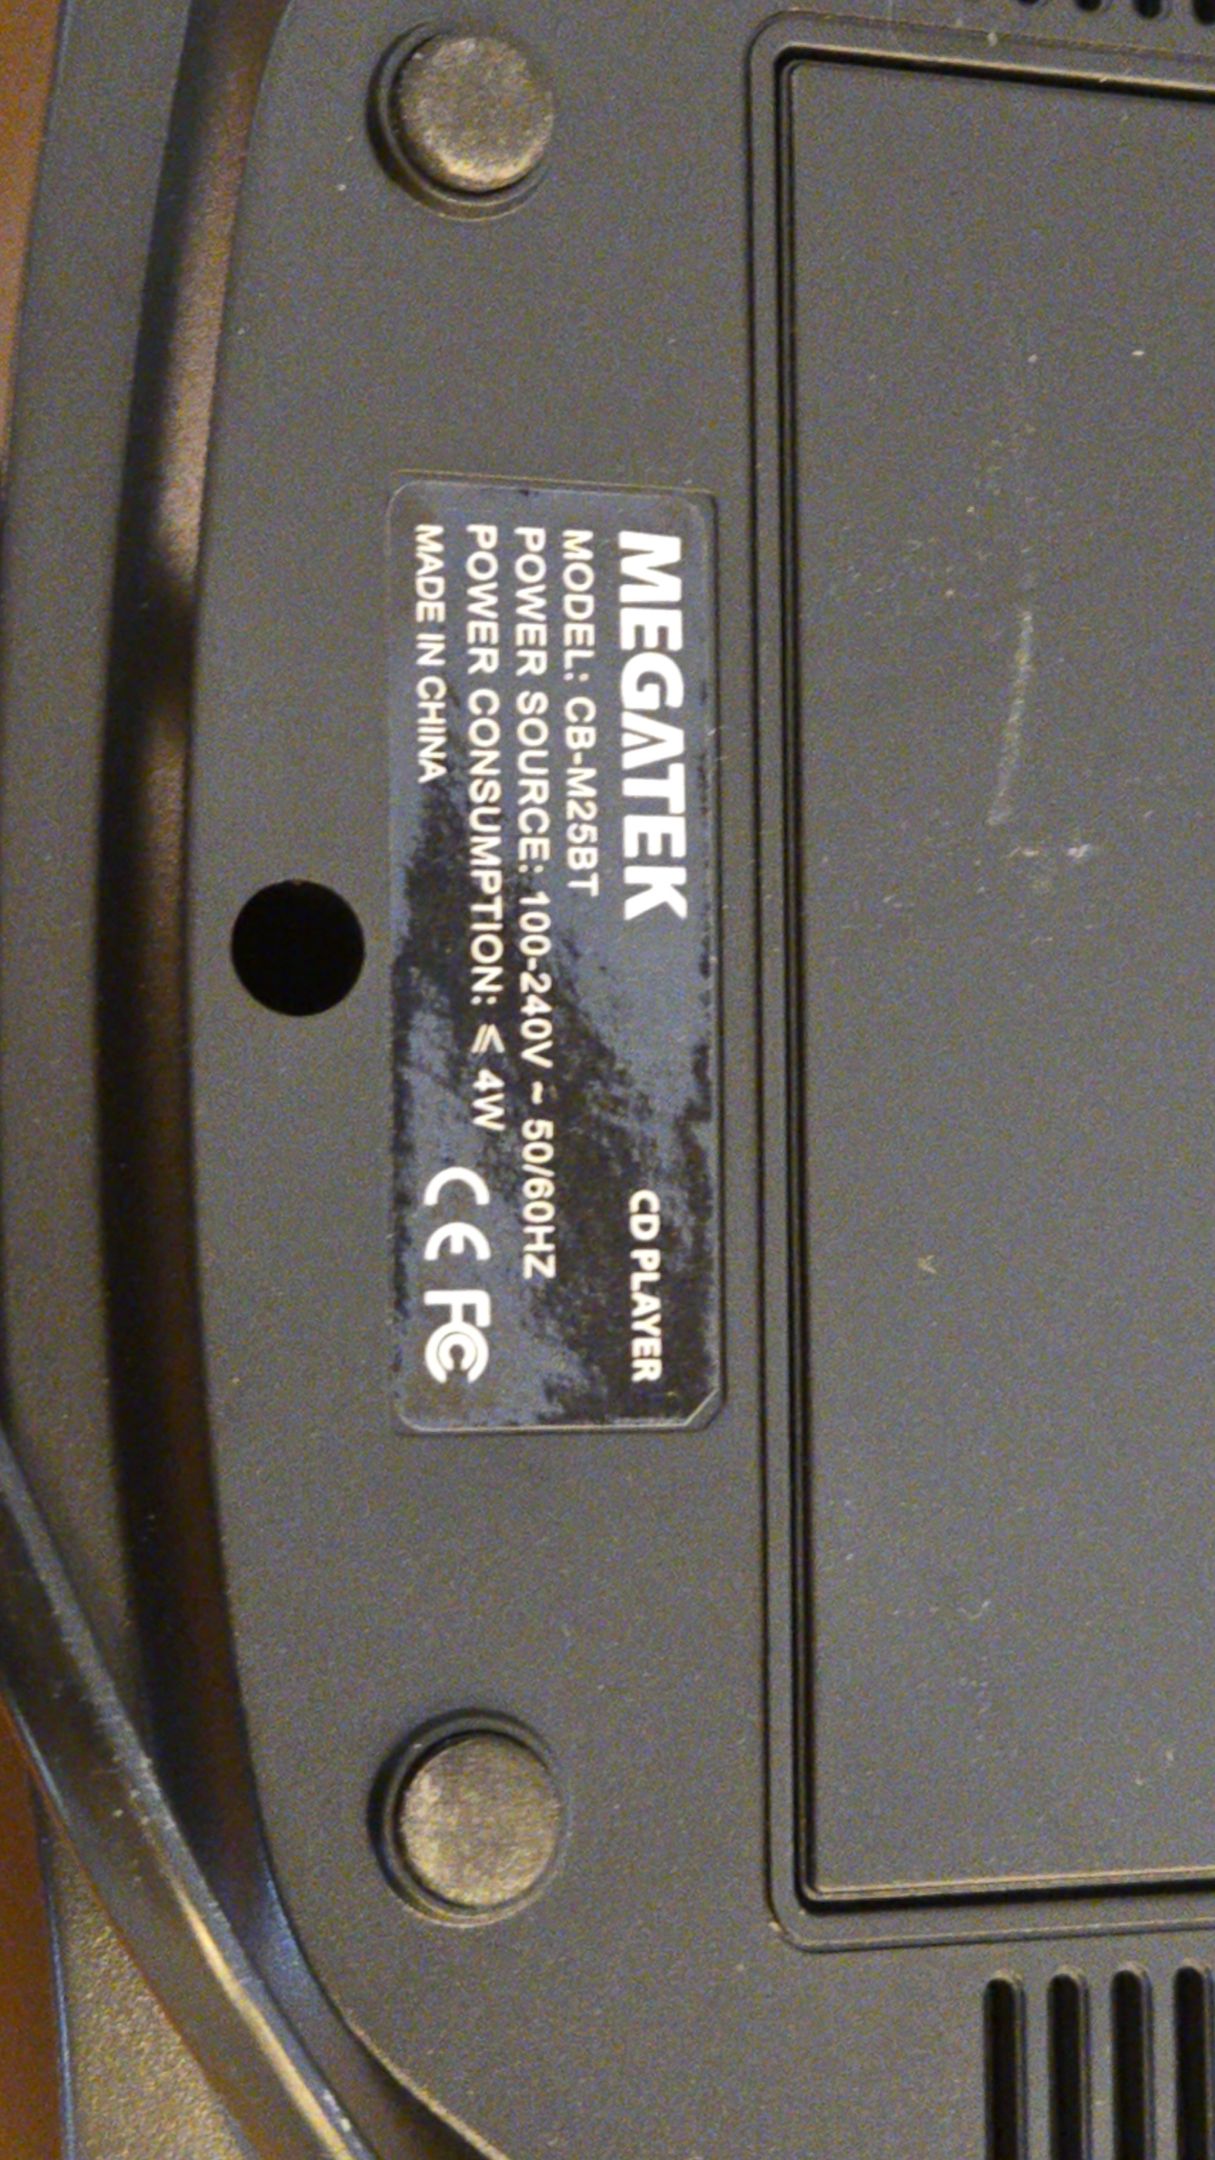 MEGATEK CD PLAYER
MODEL: CB-M25BT
POWER SOURCE: 100-240V ~ 50/60HZ
POWER CONSUMPTION: ⩽ 4W
MADE IN CHINA CE FC